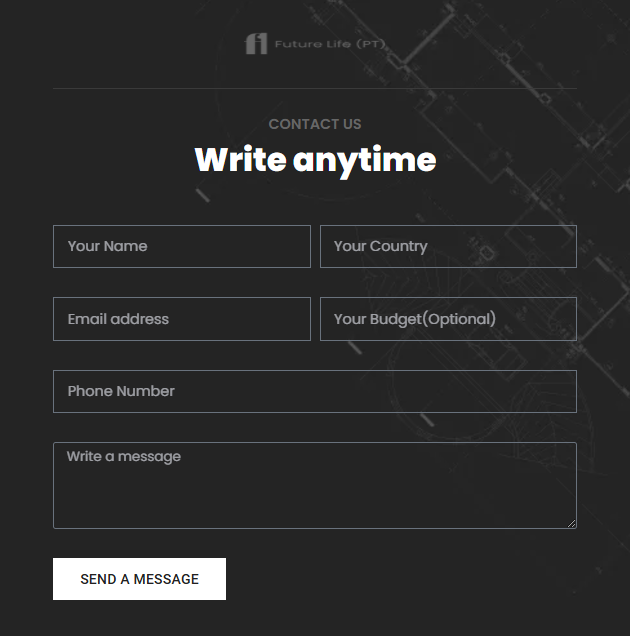 Future Life (PT)
CONTACT US
Write anytime
Your Name
Your Country
Email address
Your Budget(Optional)
Phone Number
Write a message
SEND A MESSAGE